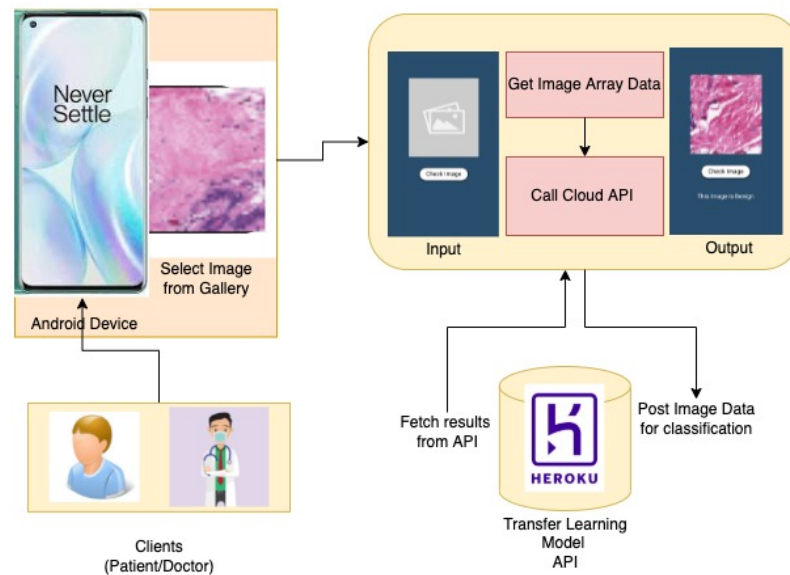 Never
Settle
Select Image
from Gallery
Android Device
Clients
(Patient/Doctor)
Check Image
Input
Get Image Array Data
Call Cloud API
Check Image
This Image is Benign
Output
Fetch results
from API
HEROKU
Post Image Data
for classification
Transfer Learning
Model
API